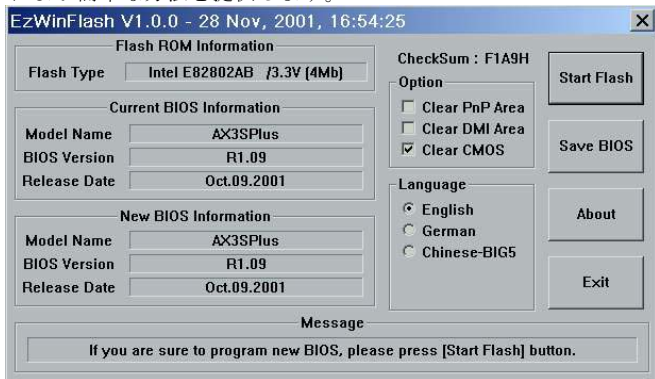 EzWinFlash V1.0.0 - 28 Nov, 2001, 16:54:25
Flash ROM Information
Flash Type Intel E82802AB /3.3V (4Mb)
Current BIOS Information
Model Name AX3SPlus
BIOS Version R1.09
Release Date Oct.09.2001
New BIOS Information
Model Name AX3SPlus
BIOS Version R1.09
Release Date Oct.09.2001
CheckSum : F1A9H
Option
Clear PnP Area
Clear DMI Area
Clear CMOS
Language
English
German
Chinese-BIG5
Start Flash
Save BIOS
About
Exit
Message
If you are sure to program new BIOS, please press [Start Flash] button.